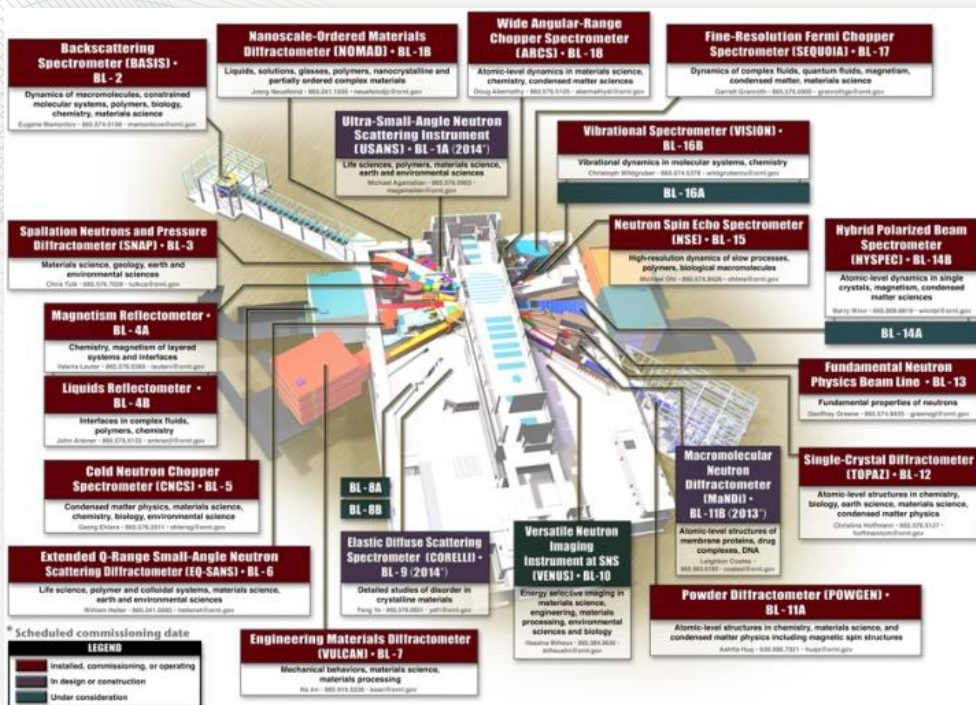 Backscattering
Spectrometer (BASIS) •
BL-2
Dynamics of macromolecules, constrained
molecular systems, polymers, biology,
chemistry, materials science
Nanoscale-Ordered Materials
Diffractometer (NOMAD) • BL-1B
Liquids, solutions, glasses, polymers, nanocrystalline and
partially ordered complex materials
Wide Angular-Range
Chopper Spectrometer
(ARCS) • BL-18
Atomic-level dynamics in materials science,
chemistry, condensed matter sciences
Fine-Resolution Fermi Chopper
Spectrometer (SEQUOIA) • BL-17
Dynamics of complex fluids, quantum fluids, magnetism,
condensed matter, materials science
Ultra-Small-Angle Neutron
Scattering Instrument
(USANS) • BL-1A (2014*)
Life sciences, polymers, materials science,
earth and environmental sciences
Vibrational Spectrometer (VISION) •
BL-16B
Vibrational dynamics in molecular systems, chemistry
BL-16A
Spallation Neutrons and Pressure
Diffractometer (SNAP) • BL-3
Materials science, geology, earth and
environmental sciences
Neutron Spin Echo Spectrometer
(NSE) • BL-15
High-resolution dynamics of slow processes,
polymers, biological macromolecules
Hybrid Polarized Beam
Spectrometer
(HYSPEC) • BL-14B
Atomic-level dynamics in single
crystals, magnetism, condensed
matter sciences
BL-14A
Magnetism Reflectometer •
BL-4A
Chemistry, magnetism of layered
systems and interfaces
Liquids Reflectometer •
BL-4B
Interfaces in complex fluids,
polymers, chemistry
Fundamental Neutron
Physics Beam Line • BL-13
Fundamental properties of neutrons
Cold Neutron Chopper
Spectrometer (CNCS) • BL-5
Condensed matter physics, materials science,
chemistry, biology, environmental science
BL-8A
BL-8B
Macromolecular
Neutron
Diffractometer
(MaNDi) •
BL-11B (2013*)
Atomic-level structures of
membrane proteins, drug
complexes, DNA
Single-Crystal Diffractometer
(TOPAZ) • BL-12
Atomic-level structures in chemistry,
biology, earth science, materials science,
condensed matter physics
Extended Q-Range Small-Angle Neutron
Scattering Diffractometer (EQ-SANS) • BL-6
Life science, polymer and colloidal systems, materials science,
earth and environmental sciences
Elastic Diffuse Scattering
Spectrometer (CORELLI) •
BL-9 (2014*)
Detailed studies of disorder in
crystalline materials
Versatile Neutron
Imaging
Instrument at SNS
(VENUS) • BL-10
Energy selective imaging in
materials science,
engineering, materials
processing, environmental
sciences and biology
Powder Diffractometer (POWGEN) •
BL-11A
Atomic-level structures in chemistry, materials science, and
condensed matter physics including magnetic spin structures
Engineering Materials Diffractometer
(VULCAN) • BL-7
Mechanical behaviors, materials science,
materials processing
* Scheduled commissioning date
LEGEND
Installed, commissioning, or operating
In design or construction
Under consideration